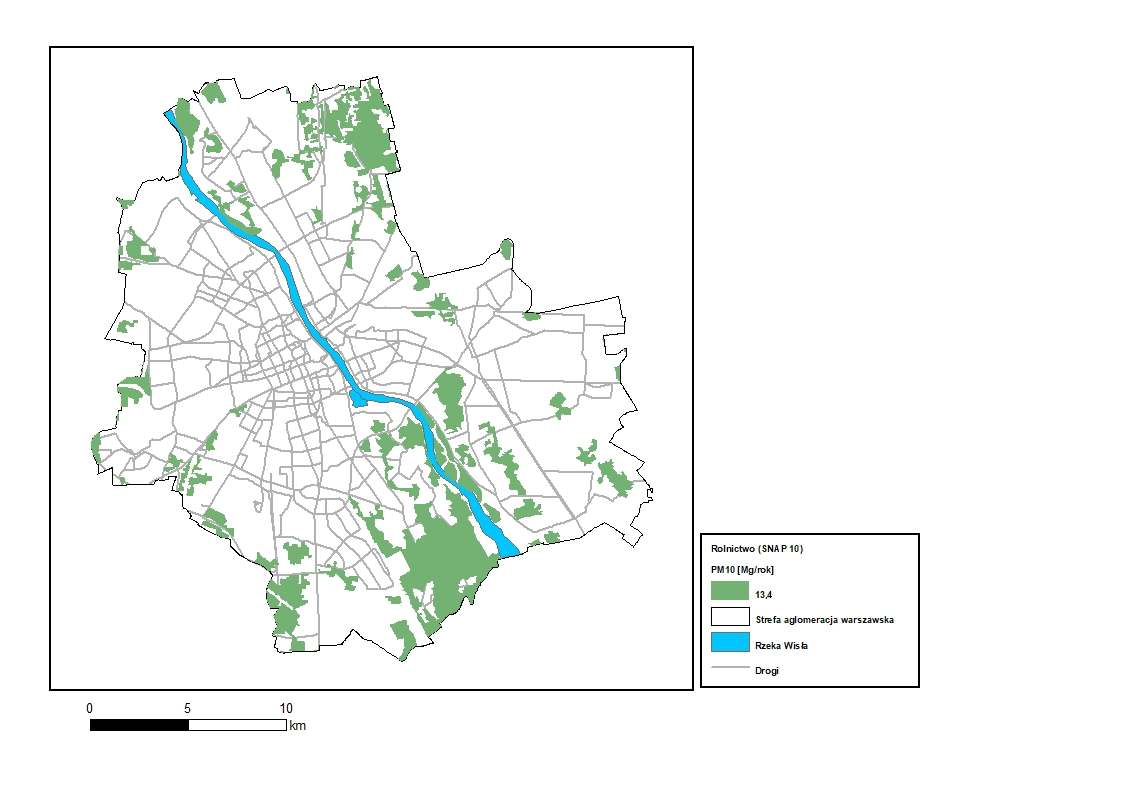 Rolnictwo (SNAP 10)
PM10 [Mg/rok]
13,4
Strefa aglomeracja warszawska
Rzeka Wisła
Drogi
0 5 10
km